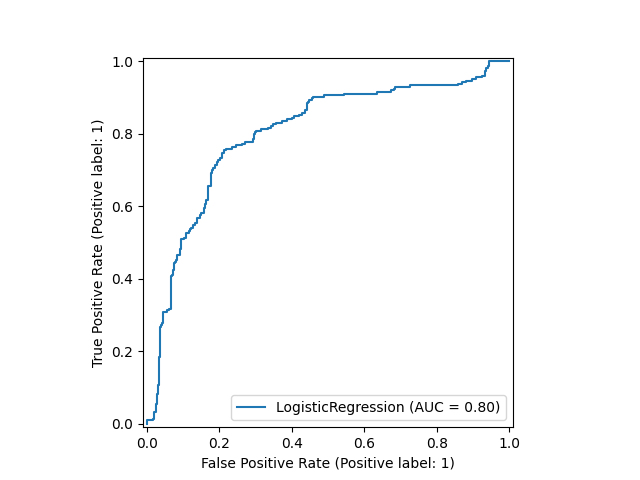 1.0
0.8
0.6
0.4
0.2
0.0
True Positive Rate (Positive label: 1)
LogisticRegression (AUC = 0.80)
0.0 0.2 0.4 0.6 0.8 1.0
False Positive Rate (Positive label: 1)